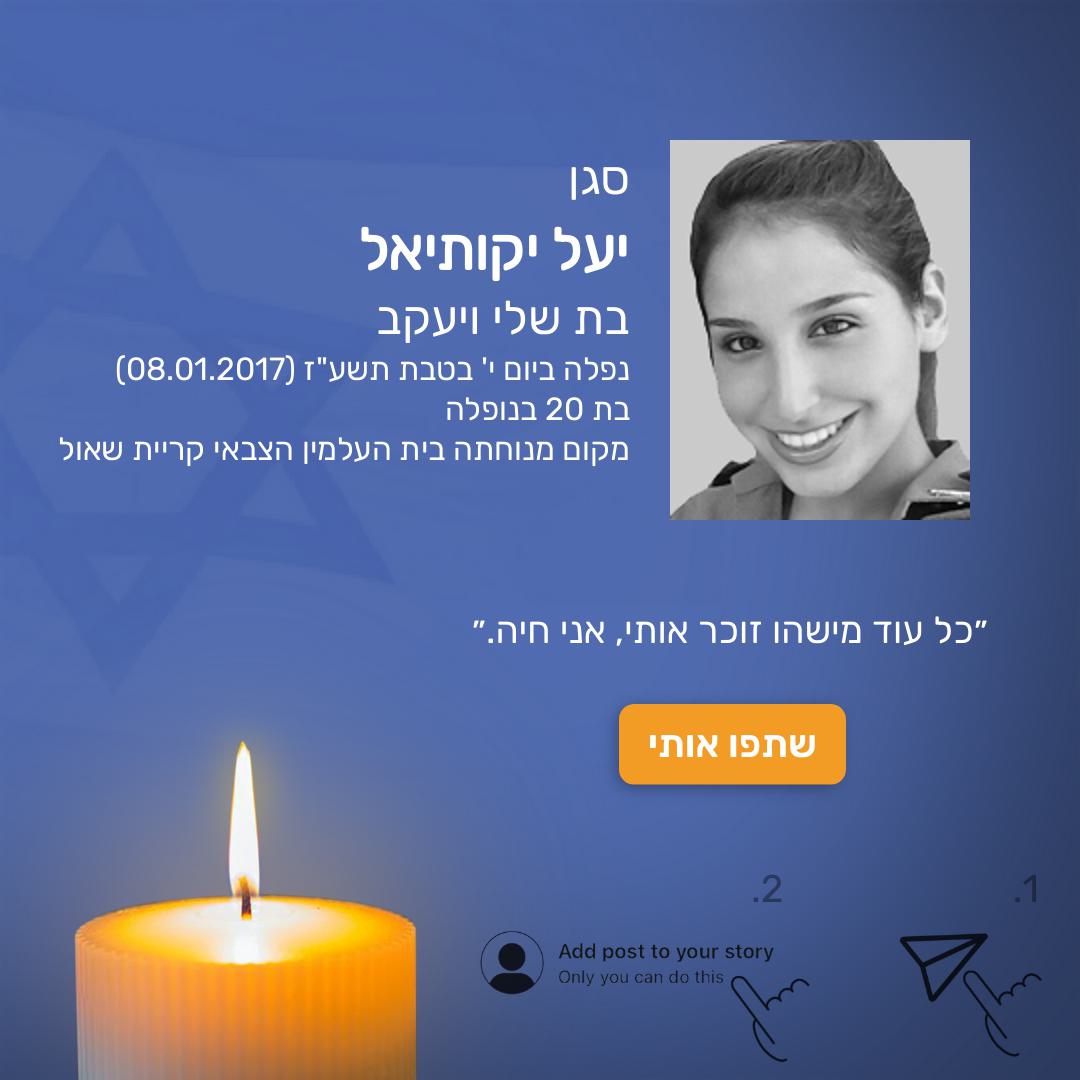 סגן
יעל יקותיאל
בת שלי ויעקב
נפלה ביום י' בטבת תשע"ז (08.01.2017)
בת 20 בנופלה
מקום מנוחתה בית העלמין הצבאי קריית שאול
״כל עוד מישהו זוכר אותי, אני חיה.״
שתפו אותי
1.
2.
Add post to your story
Only you can do this